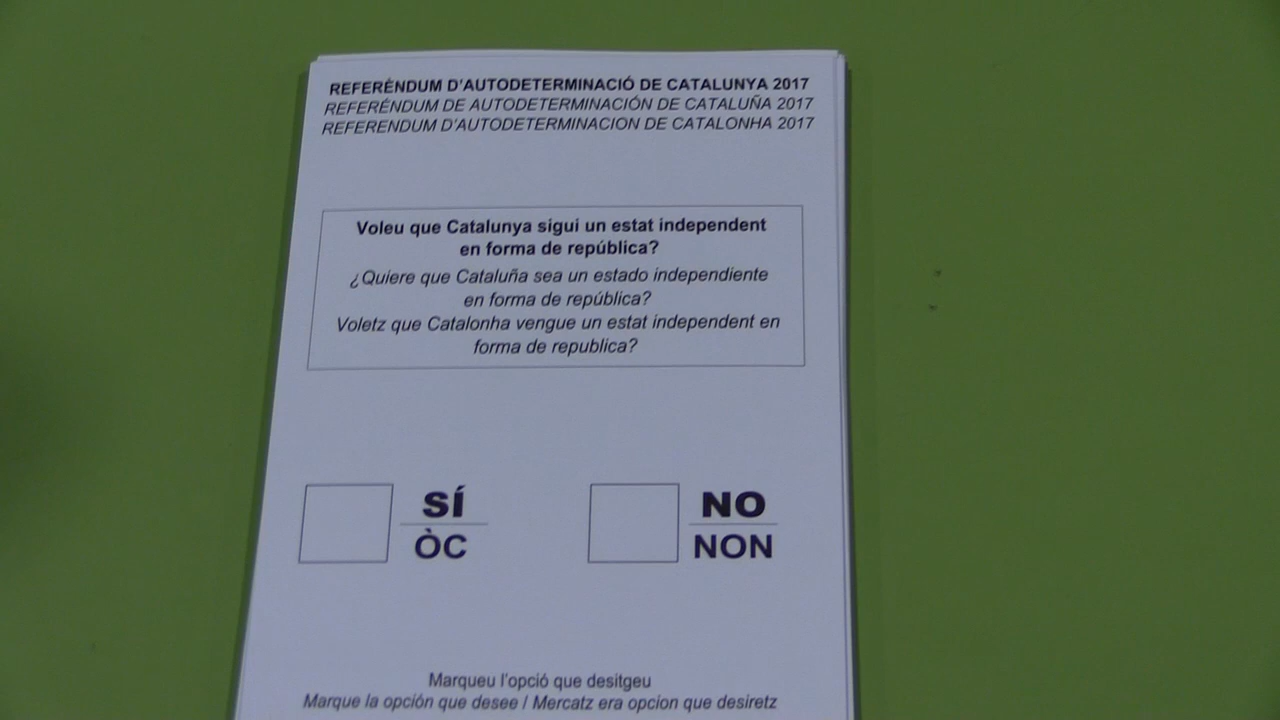 REFERÈNDUM D'AUTODETERMINACIÓ DE CATALUNYA 2017
REFERÉNDUM DE AUTODETERMINACIÓN DE CATALUÑA 2017
REFERENDUM D'AUTODETERMINACION DE CATALONHA 2017
Voleu que Catalunya sigui un estat independent
en forma de república?
¿Quiere que Cataluña sea un estado independiente
en forma de república?
Voletz que Catalonha vengue un estat independent en
forma de republica?
SÍ NO
ÒC NON
Marqueu l'opció que desitgeu
Marque la opción que desee / Mercatz era opcion que desiretz